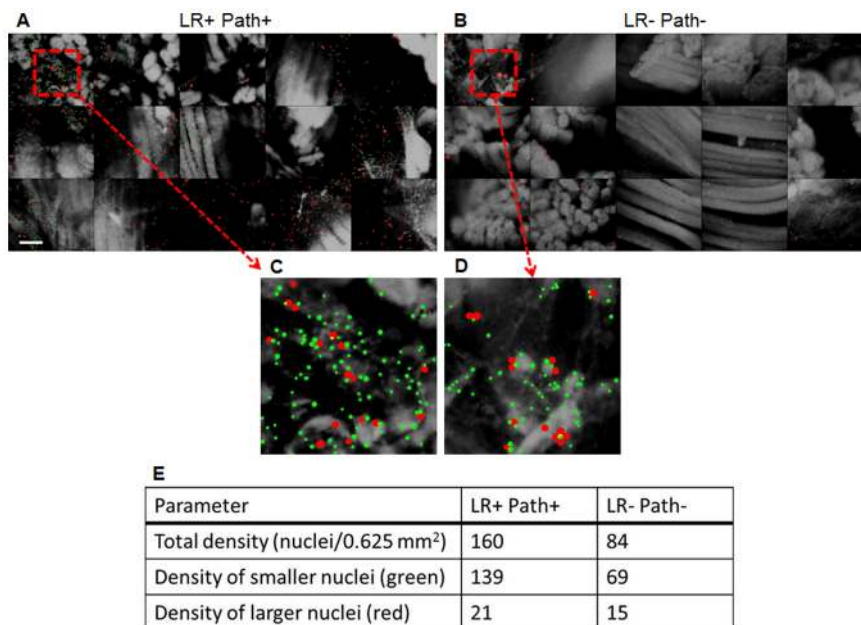 A LR+ Path+
B LR- Path-
C
D
E
Parameter LR+ Path+ LR- Path-
Total density (nuclei/0.625 mm²) 160 84
Density of smaller nuclei (green) 139 69
Density of larger nuclei (red) 21 15